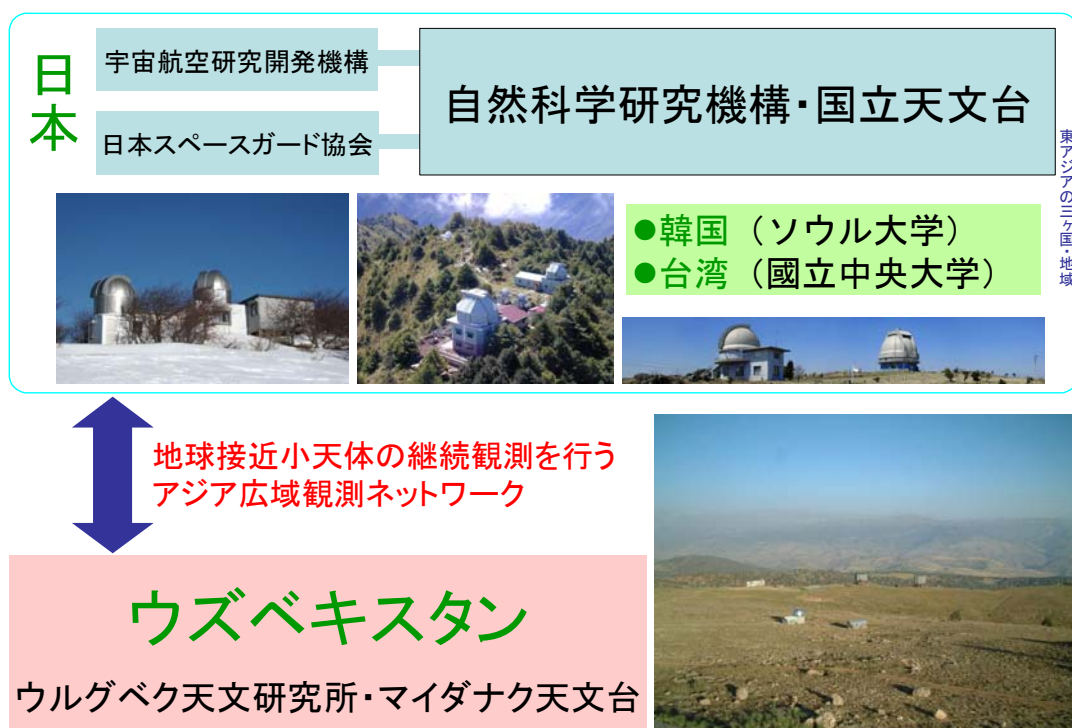 日本
宇宙航空研究開発機構
日本スペースガード協会
自然科学研究機構・国立天文台
東アジアの三ヶ国・地域
●韓国（ソウル大学）
●台湾（國立中央大学）
地球接近小天体の継続観測を行う
アジア広域観測ネットワーク
ウズベキスタン
ウルグベク天文研究所・マイダナク天文台